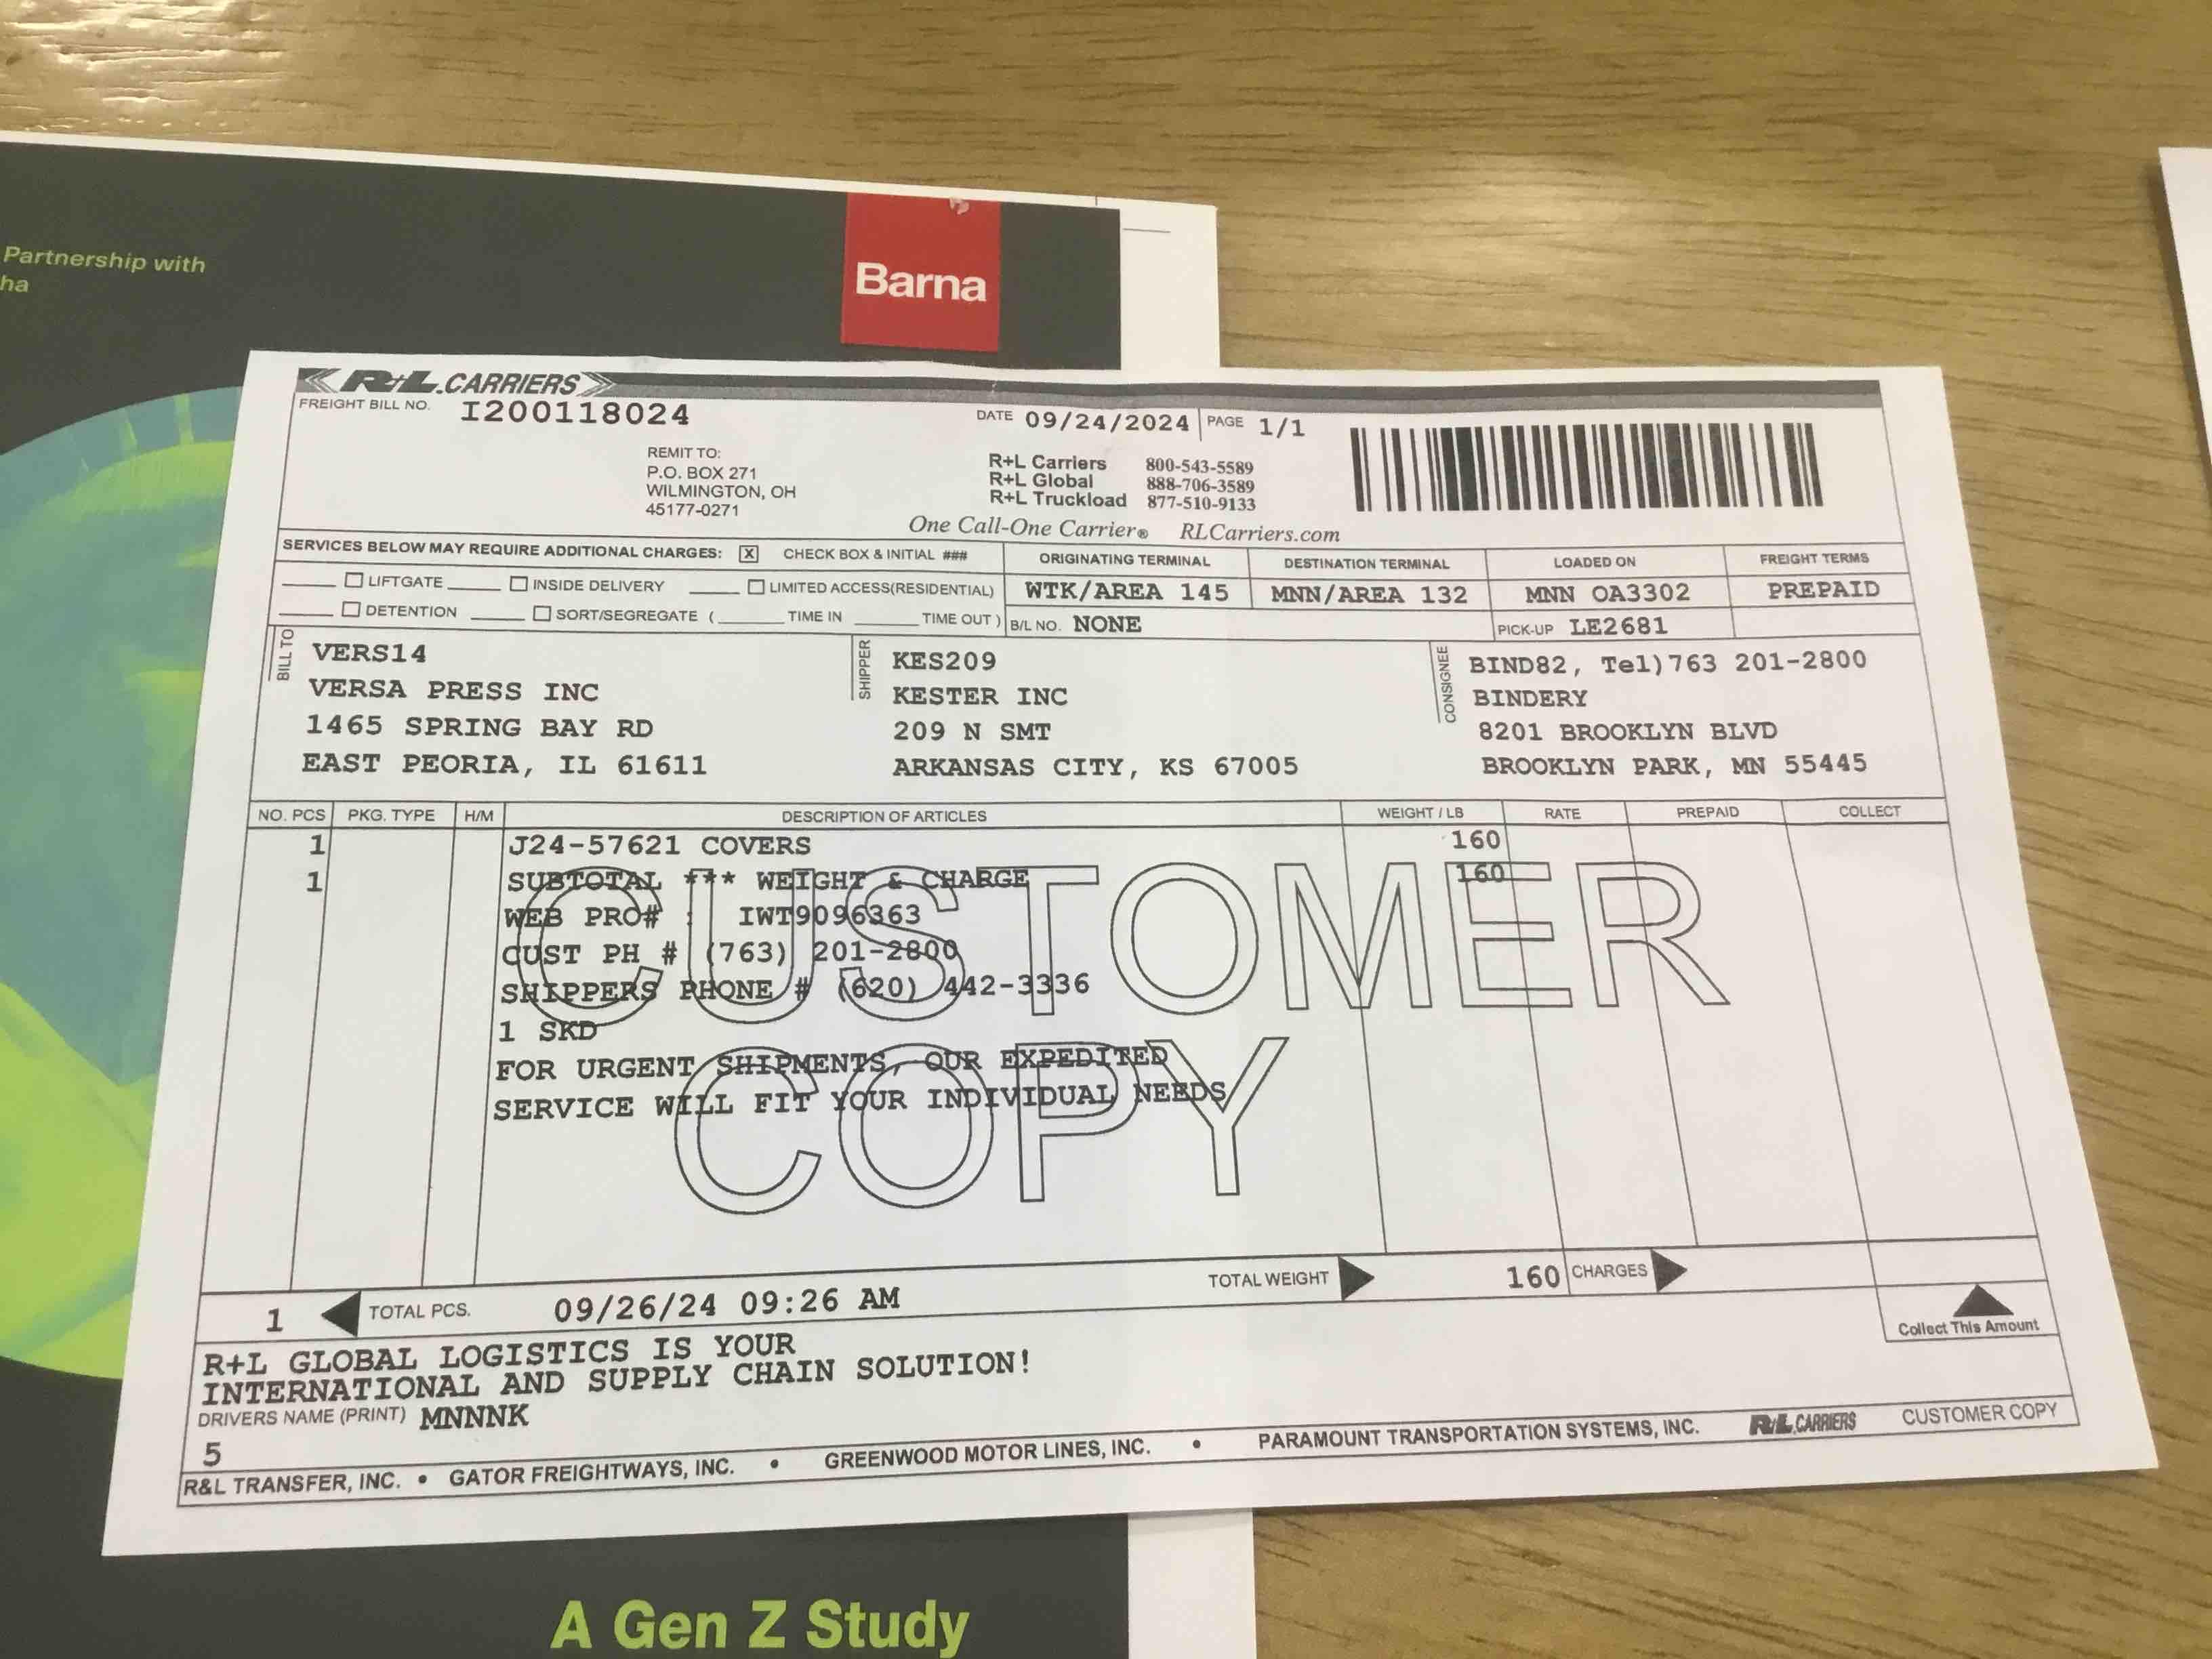 Partnership with
ha
Barna
R+L CARRIERS
FREIGHT BILL NO. I200118024
DATE 09/24/2024 PAGE 1/1
REMIT TO:
P.O. BOX 271
WILMINGTON, OH
45177-0271
R+L Carriers 800-543-5589
R+L Global 888-706-3589
R+L Truckload 877-510-9133
One Call-One Carrier® RLCarriers.com
SERVICES BELOW MAY REQUIRE ADDITIONAL CHARGES: X CHECK BOX & INITIAL ###
LIFTGATE INSIDE DELIVERY LIMITED ACCESS(RESIDENTIAL)
DETENTION SORT/SEGREGATE ( TIME IN TIME OUT )
ORIGINATING TERMINAL DESTINATION TERMINAL LOADED ON FREIGHT TERMS
WTK/AREA 145 MNN/AREA 132 MNN OA3302 PREPAID
B/L NO. NONE PICK-UP LE2681
BILL TO
VERS14
VERSA PRESS INC
1465 SPRING BAY RD
EAST PEORIA, IL 61611
SHIPPER
KES209
KESTER INC
209 N SMT
ARKANSAS CITY, KS 67005
CONSIGNEE
BIND82, Tel)763 201-2800
BINDERY
8201 BROOKLYN BLVD
BROOKLYN PARK, MN 55445
NO. PCS PKG. TYPE H/M DESCRIPTION OF ARTICLES WEIGHT / LB RATE PREPAID COLLECT
1 J24-57621 COVERS 160
1 SUBTOTAL *** WEIGHT & CHARGE 160
WEB PRO# : IWT9096363
CUST PH # (763) 201-2800
SHIPPERS PHONE # (620) 442-3336
1 SKD
FOR URGENT SHIPMENTS, OUR EXPEDITED
SERVICE WILL FIT YOUR INDIVIDUAL NEEDS
CUSTOMER
COPY
1 TOTAL PCS. 09/26/24 09:26 AM TOTAL WEIGHT 160 CHARGES
Collect This Amount
R+L GLOBAL LOGISTICS IS YOUR
INTERNATIONAL AND SUPPLY CHAIN SOLUTION!
DRIVERS NAME (PRINT) MNNNK
5
R&L TRANSFER, INC. • GATOR FREIGHTWAYS, INC. • GREENWOOD MOTOR LINES, INC. • PARAMOUNT TRANSPORTATION SYSTEMS, INC. R+L CARRIERS CUSTOMER COPY
A Gen Z Study